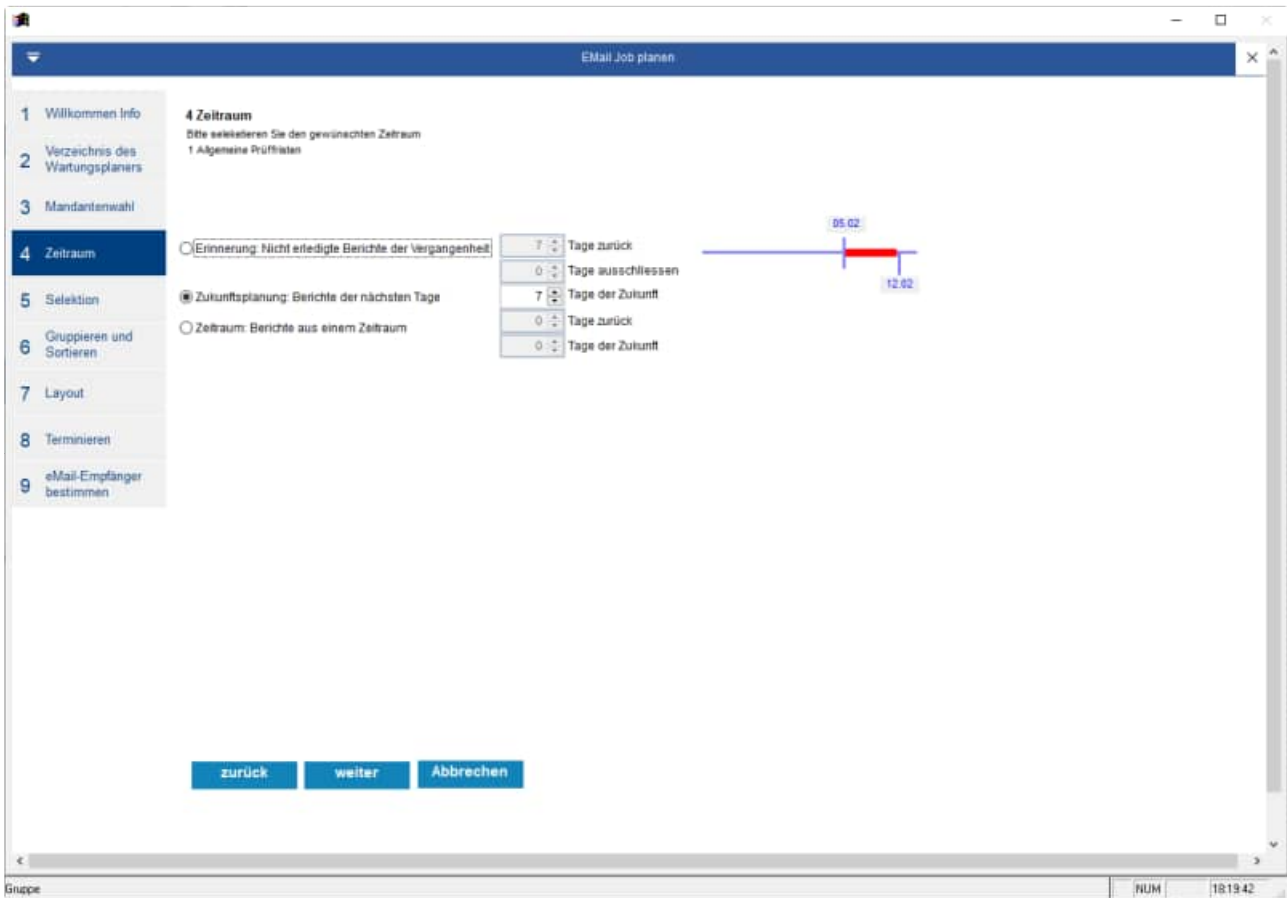 EMail Job planen
1 Willkommen Info
2 Verzeichnis des
Wartungsplaners
3 Mandantenwahl
4 Zeitraum
5 Selektion
6 Gruppieren und
Sortieren
7 Layout
8 Terminieren
9 eMail-Empfänger
bestimmen
4 Zeitraum
Bitte seleketieren Sie den gewünschten Zeitraum
1 Allgemeine Prüffristen
Erinnerung: Nicht erledigte Berichte der Vergangenheit
7 Tage zurück
0 Tage ausschliessen
Zukunftsplanung: Berichte der nächsten Tage
7 Tage der Zukunft
Zeitraum: Berichte aus einem Zeitraum
0 Tage zurück
0 Tage der Zukunft
05.02
12.02
zurück weiter Abbrechen
Gruppe NUM 18:19:42